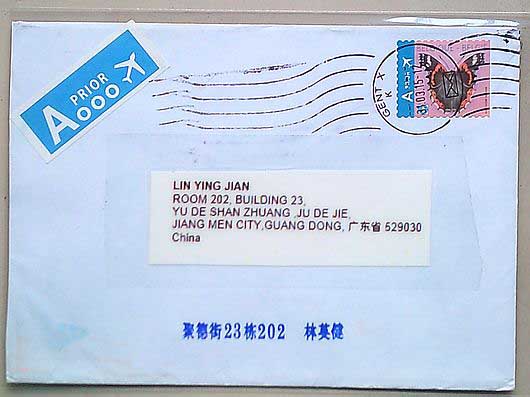 A PRIOR
BELGIQUE - BELGIË
A
GENT X
K
LIN YING JIAN
ROOM 202, BUILDING 23,
YU DE SHAN ZHUANG ,JU DE JIE,
JIANG MEN CITY,GUANG DONG, 广东省 529030
China
聚德街23栋202 林英健